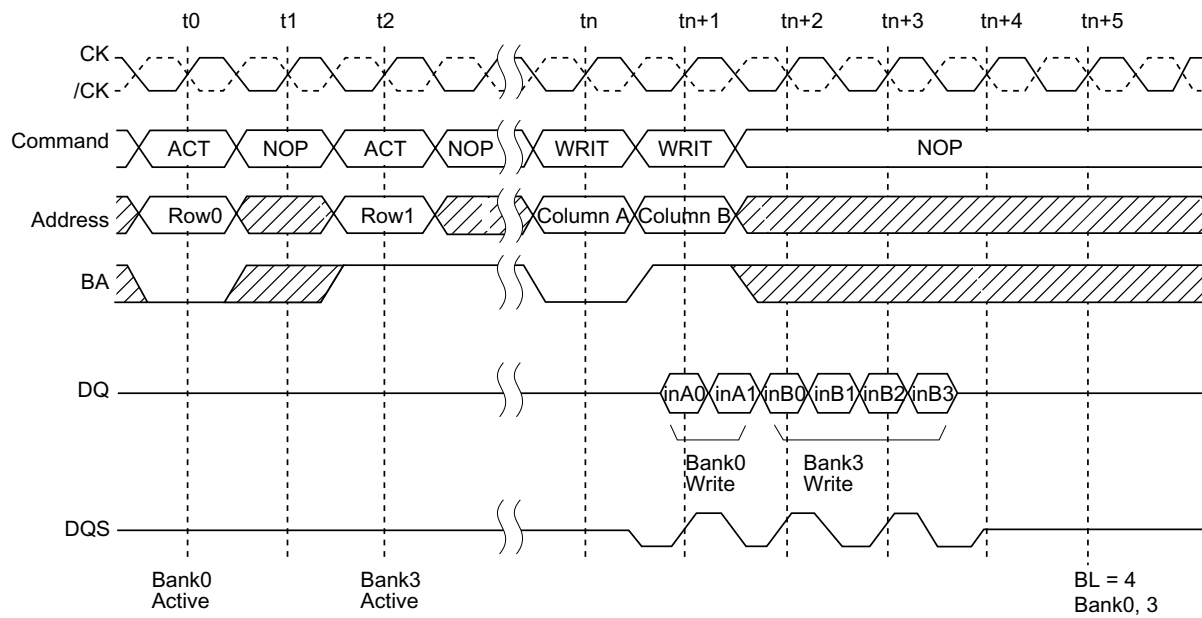 t0 t1 t2 tn tn+1 tn+2 tn+3 tn+4 tn+5
CK
/CK
Command ACT NOP ACT NOP WRIT WRIT NOP
Address Row0 Row1 Column A Column B
BA
DQ inA0 inA1 inB0 inB1 inB2 inB3
Bank0 Bank3
Write Write
DQS
Bank0 Bank3 BL = 4
Active Active Bank0, 3